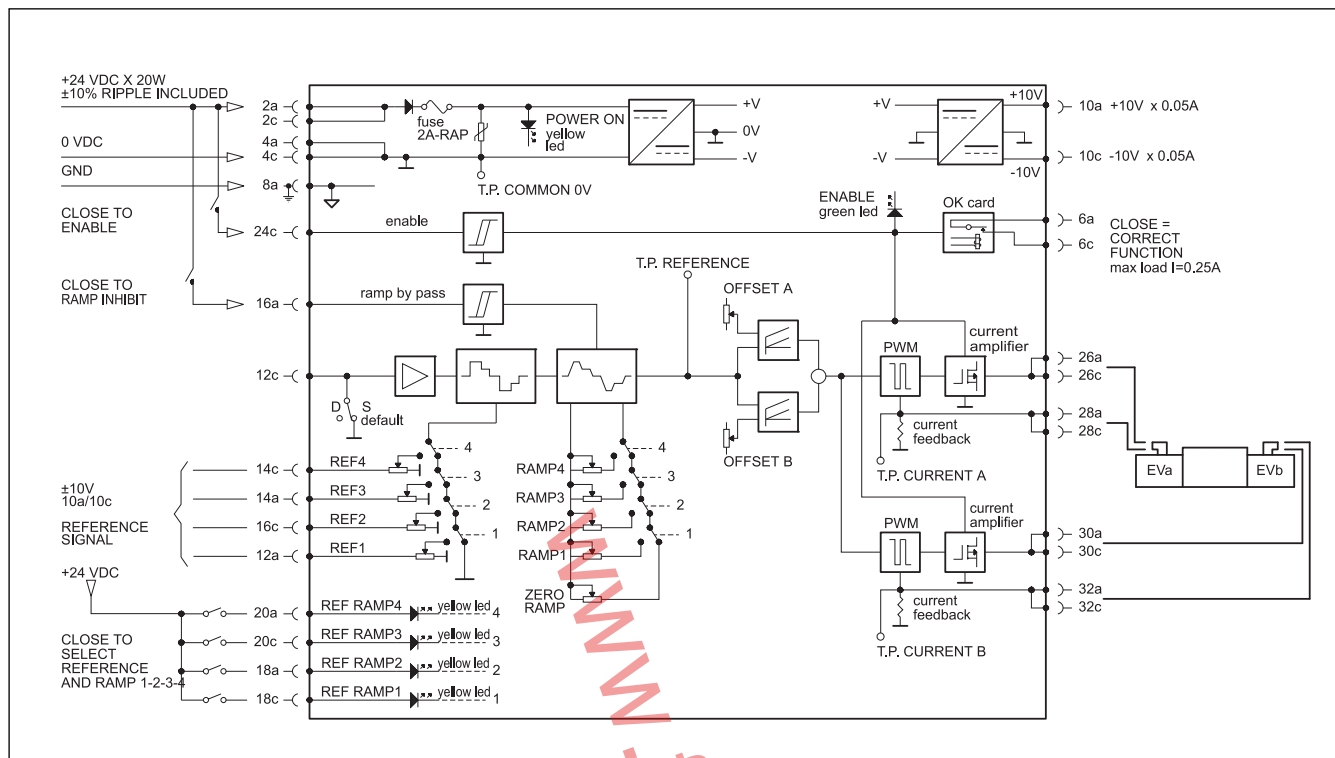 +24 VDC X 20W
±10% RIPPLE INCLUDED
0 VDC
GND
CLOSE TO
ENABLE
CLOSE TO
RAMP INHIBIT
2a
2c
4a
4c
8a
24c
16a
12c
fuse
2A-RAP
POWER ON
yellow
led
T.P. COMMON 0V
+V
0V
-V
+V
-V
+10V
-10V
10a +10V x 0.05A
10c -10V x 0.05A
enable
ENABLE
green led
OK card
6a
6c
CLOSE =
CORRECT
FUNCTION
max load I=0.25A
ramp by pass
T.P. REFERENCE
OFFSET A
OFFSET B
D
S
default
PWM
current
amplifier
26a
26c
28a
28c
current
feedback
T.P. CURRENT A
EVa
EVb
PWM
current amplifier
30a
30c
32a
32c
current
feedback
T.P. CURRENT B
±10V
10a/10c
REFERENCE
SIGNAL
14c
14a
16c
12a
REF4
REF3
REF2
REF1
4
3
2
1
RAMP4
RAMP3
RAMP2
RAMP1
ZERO
RAMP
4
3
2
1
+24 VDC
CLOSE TO
SELECT
REFERENCE
AND RAMP 1-2-3-4
20a REF RAMP4 yellow led 4
20c REF RAMP3 yellow led 3
18a REF RAMP2 yellow led 2
18c REF RAMP1 yellow led 1
www.